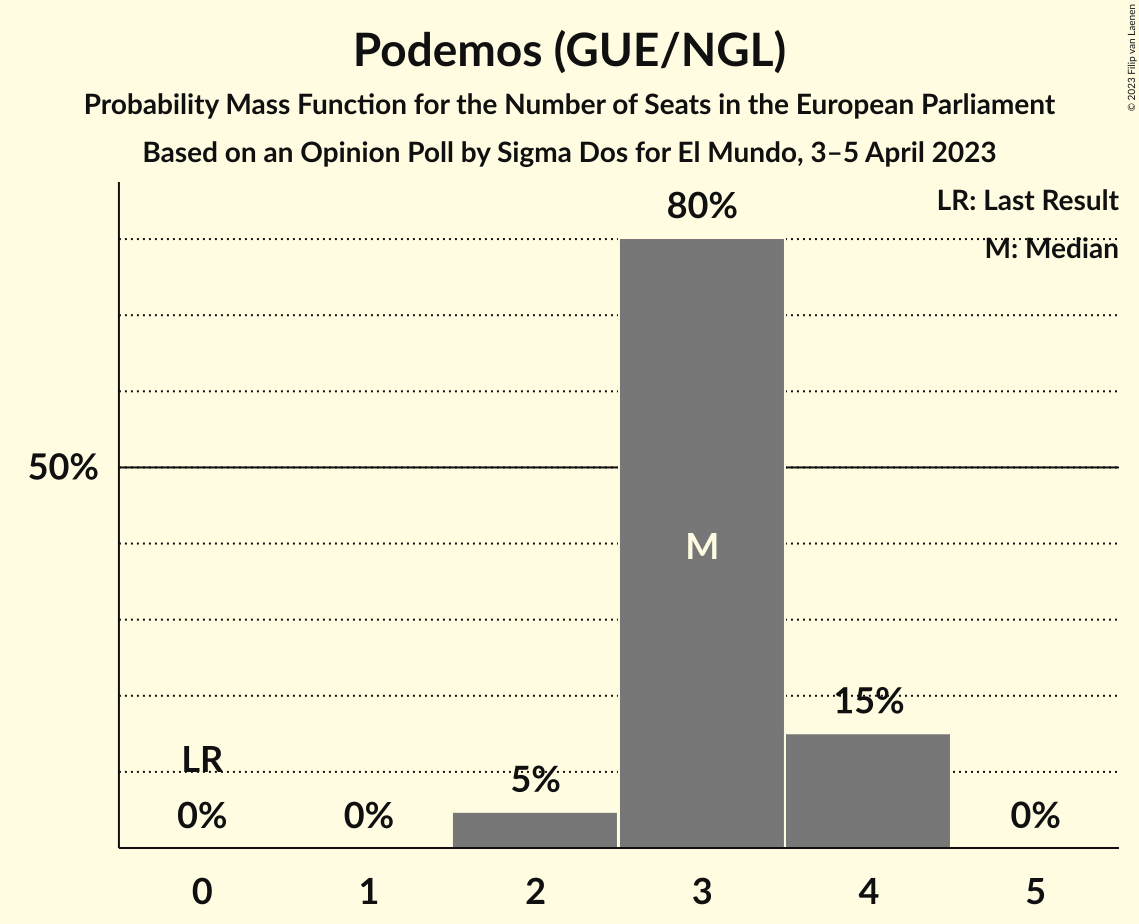 Podemos (GUE/NGL)
Probability Mass Function for the Number of Seats in the European Parliament
Based on an Opinion Poll by Sigma Dos for El Mundo, 3–5 April 2023
© 2023 Filip van Laenen
LR: Last Result
M: Median
80%
50%
M
15%
LR
5%
0%
0%
0%
0 1 2 3 4 5